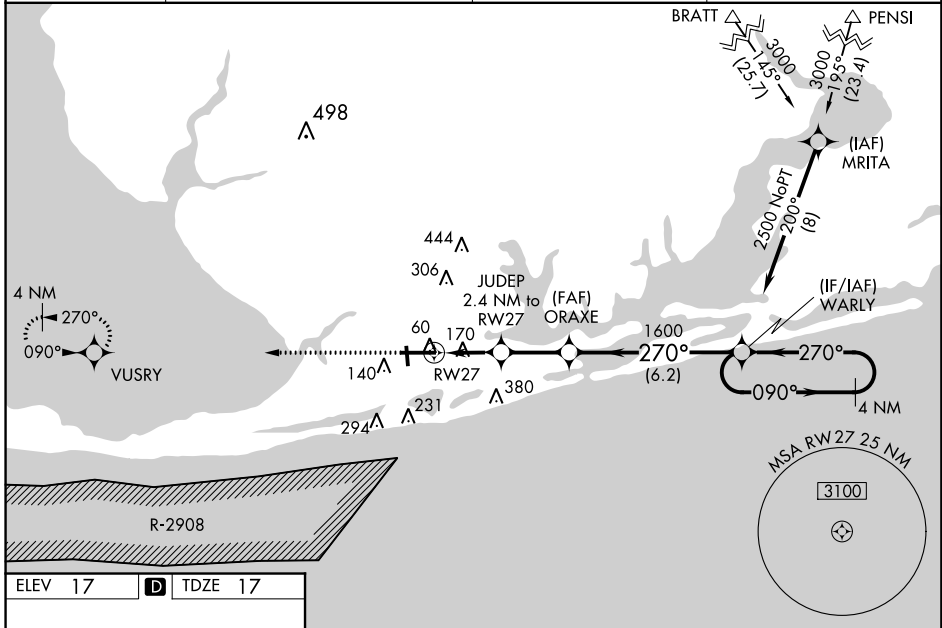 BRATT
PENSI
3000
145°
(25.7)
3000
195°
(23.4)
498
(IAF)
MRITA
2500 NoPT
200°
(8)
444
306
JUDEP
2.4 NM to
RW27
(FAF)
ORAXE
(IF/IAF)
WARLY
4 NM
270°
090°
VUSRY
60
170
1600
270°
(6.2)
270°
140
RW27
380
090°
4 NM
294
231
MSA RW27 25 NM
3100
R-2908
ELEV 17 D TDZE 17